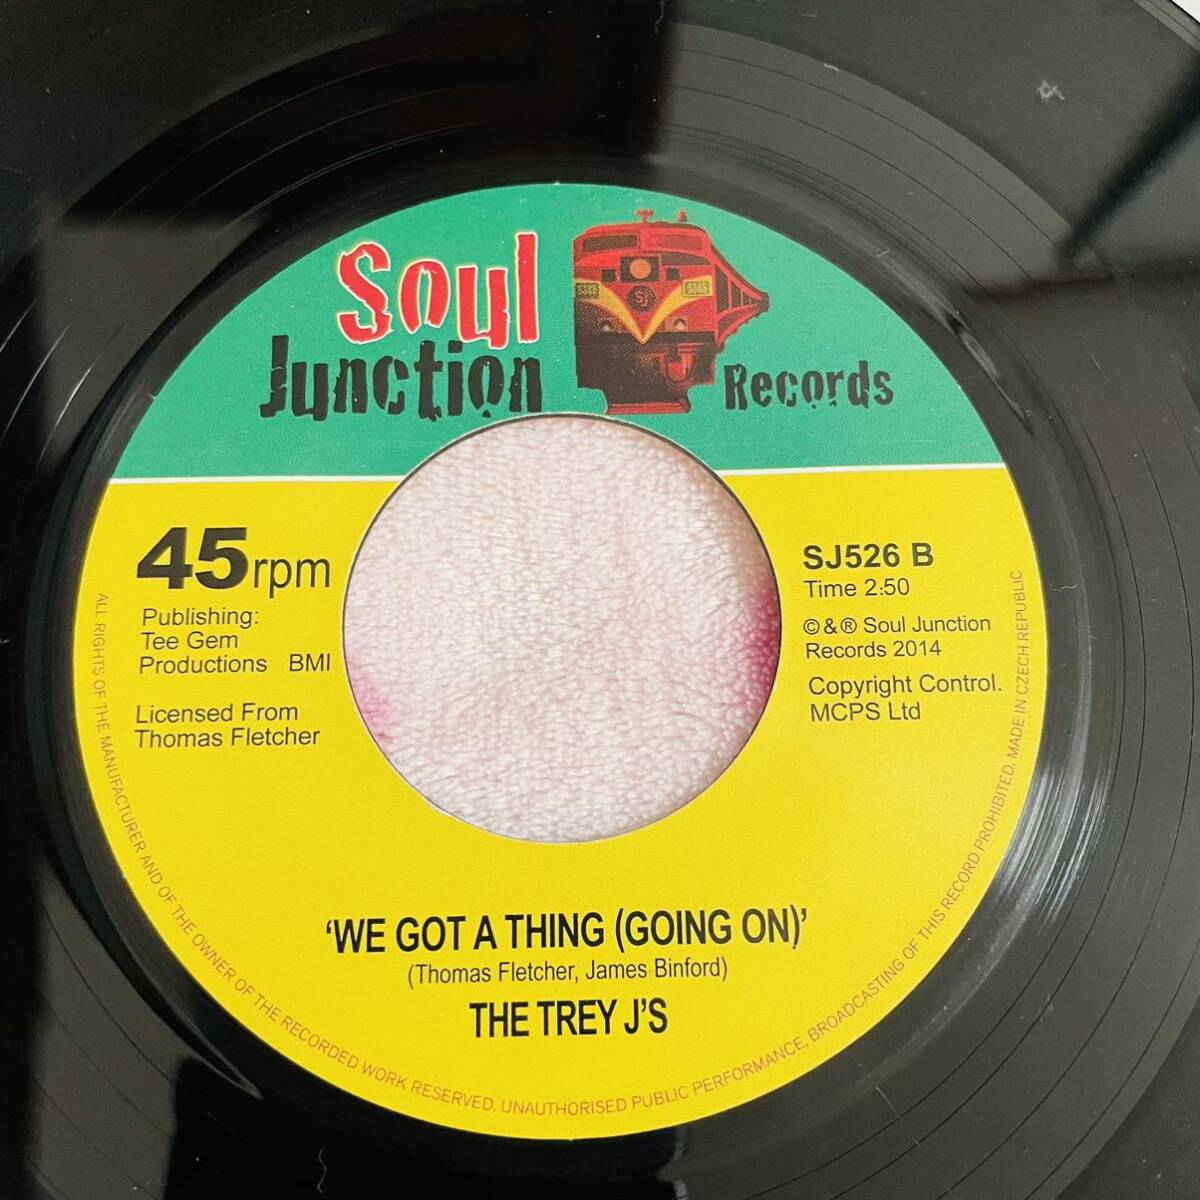 Soul
Junction
Records
SJ
45rpm
Publishing:
Tee Gem
Productions BMI
Licensed From
Thomas Fletcher
SJ526 B
Time 2:50
© & ® Soul Junction
Records 2014
Copyright Control.
MCPS Ltd
'WE GOT A THING (GOING ON)'
(Thomas Fletcher, James Binford)
THE TREY J'S
ALL RIGHTS OF THE MANUFACTURER AND OF THE OWNER OF THE RECORDED WORK RESERVED. UNAUTHORISED PUBLIC PERFORMANCE, BROADCASTING OF THIS RECORD PROHIBITED. MADE IN CZECH REPUBLIC